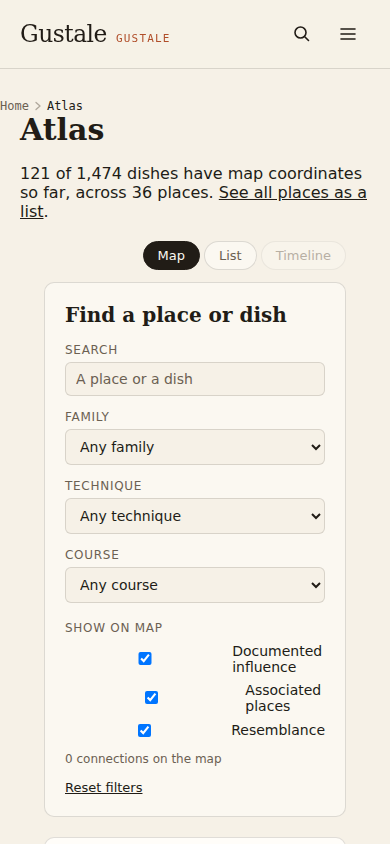 Gustale GUSTALE
Home > Atlas
Atlas
121 of 1,474 dishes have map coordinates
so far, across 36 places. See all places as a
list.
Map List Timeline
Find a place or dish
SEARCH
A place or a dish
FAMILY
Any family
TECHNIQUE
Any technique
COURSE
Any course
SHOW ON MAP
Documented
influence
Associated
places
Resemblance
0 connections on the map
Reset filters